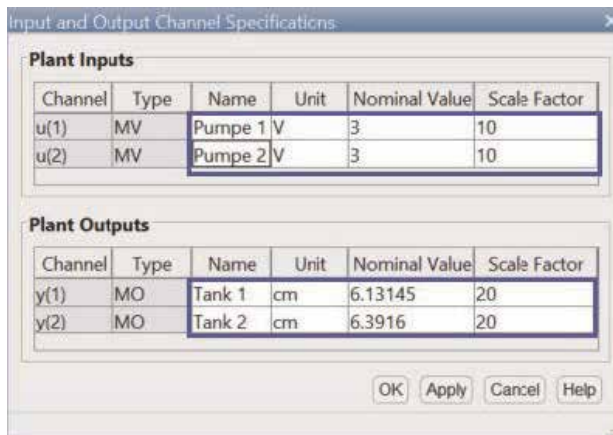 Input and Output Channel Specifications
Plant Inputs
Channel Type Name Unit Nominal Value Scale Factor
u(1) MV Pumpe 1 V 3 10
u(2) MV Pumpe 2 V 3 10
Plant Outputs
Channel Type Name Unit Nominal Value Scale Factor
y(1) MO Tank 1 cm 6.13145 20
y(2) MO Tank 2 cm 6.3916 20
OK Apply Cancel Help